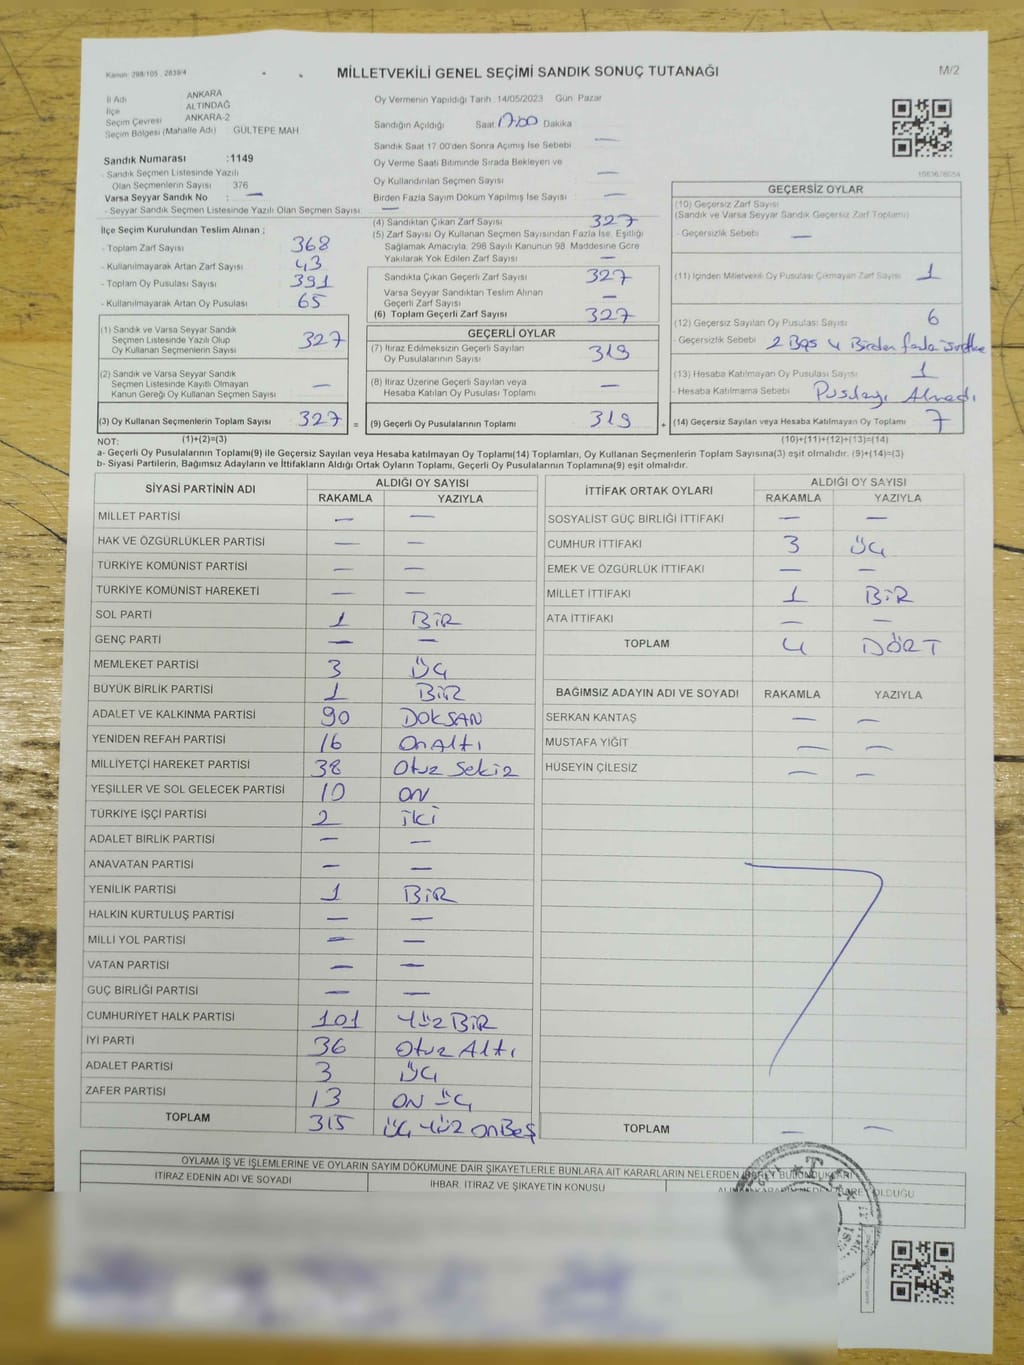 Kanun: 298/105 , 2839/4
MİLLETVEKİLİ GENEL SEÇİMİ SANDIK SONUÇ TUTANAĞI
M/2
İl Adı ANKARA
İlçe ALTINDAĞ
Seçim Çevresi ANKARA-2
Seçim Bölgesi (Mahalle Adı) GÜLTEPE MAH
Sandık Numarası :1149
- Sandık Seçmen Listesinde Yazılı
Olan Seçmenlerin Sayısı 376
Varsa Seyyar Sandık No —
- Seyyar Sandık Seçmen Listesinde Yazılı Olan Seçmen Sayısı: —
İlçe Seçim Kurulundan Teslim Alınan ;
- Toplam Zarf Sayısı 368
- Kullanılmayarak Artan Zarf Sayısı 43
- Toplam Oy Pusulası Sayısı 391
- Kullanılmayarak Artan Oy Pusulası 65
(1) Sandık ve Varsa Seyyar Sandık
Seçmen Listesinde Yazılı Olup
Oy Kullanan Seçmenlerin Sayısı 327
(2) Sandık ve Varsa Seyyar Sandık
Seçmen Listesinde Kayıtlı Olmayan
Kanun Gereği Oy Kullanan Seçmen Sayısı —
(3) Oy Kullanan Seçmenlerin Toplam Sayısı 327 =
Oy Vermenin Yapıldığı Tarih 14/05/2023 Gün Pazar
Sandığın Açıldığı Saat 17:00 Dakika
Sandık Saat 17.00'den Sonra Açımış İse Sebebi —
Oy Verme Saati Bitiminde Sırada Bekleyen ve
Oy Kullandırılan Seçmen Sayısı —
Birden Fazla Sayım Döküm Yapılmış İse Sayısı —
(4) Sandıktan Çıkan Zarf Sayısı 327
(5) Zarf Sayısı Oy Kullanan Seçmen Sayısından Fazla İse, Eşitliği
Sağlamak Amacıyla, 298 Sayılı Kanunun 98. Maddesine Göre
Yakılarak Yok Edilen Zarf Sayısı —
Sandıkta Çıkan Geçerli Zarf Sayısı 327
Varsa Seyyar Sandıktan Teslim Alınan
Geçerli Zarf Sayısı —
(6) Toplam Geçerli Zarf Sayısı 327
GEÇERLİ OYLAR
(7) İtiraz Edilmeksizin Geçerli Sayılan
Oy Pusulalarının Sayısı 319
(8) İtiraz Üzerine Geçerli Sayılan veya
Hesaba Katılan Oy Pusulası Toplamı —
(9) Geçerli Oy Pusulalarının Toplamı 319 +
1083678054
GEÇERSİZ OYLAR
(10) Geçersiz Zarf Sayısı
(Sandık ve Varsa Seyyar Sandık Geçersiz Zarf Toplamı)
- Geçersizlik Sebebi —
(11) İçinden Milletvekili Oy Pusulası Çıkmayan Zarf Sayısı 1
(12) Geçersiz Sayılan Oy Pusulası Sayısı 6
- Geçersizlik Sebebi 2 Boş 4 Birden fazla
(13) Hesaba Katılmayan Oy Pusulası Sayısı 1
- Hesaba Katılmama Sebebi Pusulayı Almadı
(14) Geçersiz Sayılan veya Hesaba Katılmayan Oy Toplamı 7
NOT: (1)+(2)=(3) (10)+(11)+(12)+(13)=(14)
a- Geçerli Oy Pusulalarının Toplamı(9) ile Geçersiz Sayılan veya Hesaba katılmayan Oy Toplamı(14) Toplamları, Oy Kullanan Seçmenlerin Toplam Sayısına(3) eşit olmalıdır. (9)+(14)=(3)
b- Siyasi Partilerin, Bağımsız Adayların ve İttifakların Aldığı Ortak Oyların Toplamı, Geçerli Oy Pusulalarının Toplamına(9) eşit olmalıdır.
SİYASİ PARTİNİN ADI ALDIĞI OY SAYISI
RAKAMLA YAZIYLA
MİLLET PARTİSİ — —
HAK VE ÖZGÜRLÜKLER PARTİSİ — —
TÜRKİYE KOMÜNİST PARTİSİ — —
TÜRKİYE KOMÜNİST HAREKETİ — —
SOL PARTİ 1 BİR
GENÇ PARTİ — —
MEMLEKET PARTİSİ 3 ÜÇ
BÜYÜK BİRLİK PARTİSİ 1 BİR
ADALET VE KALKINMA PARTİSİ 90 DOKSAN
YENİDEN REFAH PARTİSİ 16 OnAltı
MİLLİYETÇİ HAREKET PARTİSİ 38 Otuz Sekiz
YEŞİLLER VE SOL GELECEK PARTİSİ 10 ON
TÜRKİYE İŞÇİ PARTİSİ 2 İKİ
ADALET BİRLİK PARTİSİ — —
ANAVATAN PARTİSİ — —
YENİLİK PARTİSİ 1 BİR
HALKIN KURTULUŞ PARTİSİ — —
MİLLİ YOL PARTİSİ — —
VATAN PARTİSİ — —
GÜÇ BİRLİĞİ PARTİSİ — —
CUMHURİYET HALK PARTİSİ 101 YÜZ BİR
İYİ PARTİ 36 Otuz Altı
ADALET PARTİSİ 3 ÜÇ
ZAFER PARTİSİ 13 ON ÜÇ
TOPLAM 315 ÜÇ YÜZ OnBeş
İTTİFAK ORTAK OYLARI ALDIĞI OY SAYISI
RAKAMLA YAZIYLA
SOSYALİST GÜÇ BİRLİĞİ İTTİFAKI — —
CUMHUR İTTİFAKI 3 ÜÇ
EMEK VE ÖZGÜRLÜK İTTİFAKI — —
MİLLET İTTİFAKI 1 BİR
ATA İTTİFAKI — —
TOPLAM 4 DÖRT
BAĞIMSIZ ADAYIN ADI VE SOYADI RAKAMLA YAZIYLA
SERKAN KANTAŞ — —
MUSTAFA YİĞİT — —
HÜSEYİN ÇİLESİZ — —
TOPLAM — —
OYLAMA İŞ VE İŞLEMLERİNE VE OYLARIN SAYIM DÖKÜMÜNE DAİR ŞİKAYETLERLE BUNLARA AİT KARARLARIN NELERDEN İBARET BULUNDUKLARI
İTİRAZ EDENİN ADI VE SOYADI İHBAR, İTİRAZ VE ŞİKAYETİN KONUSU OLDUĞU